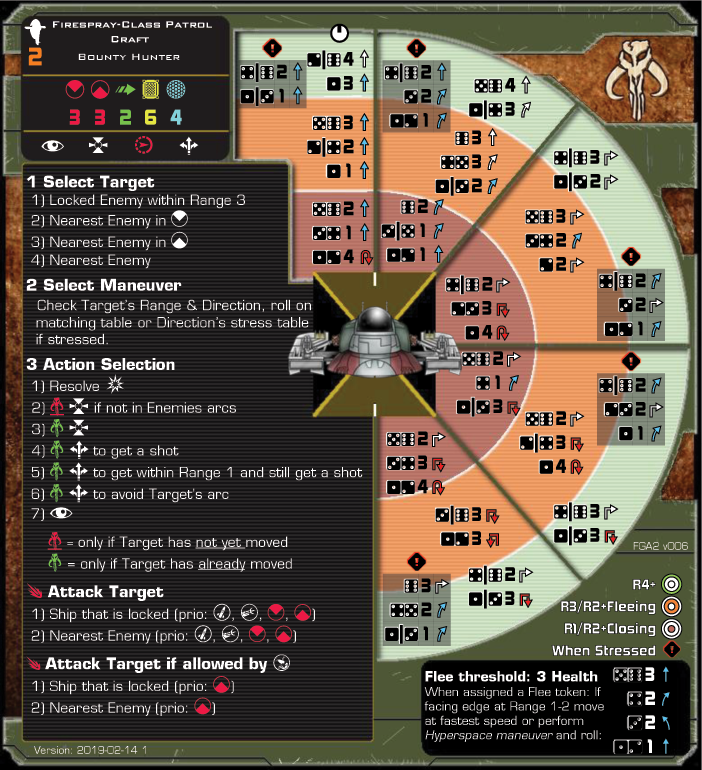 Firespray-Class Patrol
Craft
2
Bounty Hunter
3 3 2 6 4
1 Select Target
1) Locked Enemy within Range 3
2) Nearest Enemy in
3) Nearest Enemy in
4) Nearest Enemy
2 Select Maneuver
Check Target's Range & Direction, roll on
matching table or Direction's stress table
if stressed.
3 Action Selection
1) Resolve
2) if not in Enemies arcs
3)
4) to get a shot
5) to get within Range 1 and still get a shot
6) to avoid Target's arc
7)
= only if Target has not yet moved
= only if Target has already moved
Attack Target
1) Ship that is locked (prio: , , , )
2) Nearest Enemy (prio: , , , )
Attack Target if allowed by
1) Ship that is locked (prio: )
2) Nearest Enemy (prio: )
Version: 2019-02-14 1
2
1
4
3
3
2
1
2
1
4
2
2
1
4
3
3
3
2
2
1
1
3
2
3
2
2
2
2
1
2
3
4
2
1
3
2
2
1
2
3
4
3
3
2
3
4
3
3
2
3
3
2
1
FGA2 v006
R4+
R3/R2+Fleeing
R1/R2+Closing
When Stressed
Flee threshold: 3 Health
When assigned a Flee token: If
facing edge at Range 1-2 move
at fastest speed or perform
Hyperspace maneuver and roll:
3
2
2
1